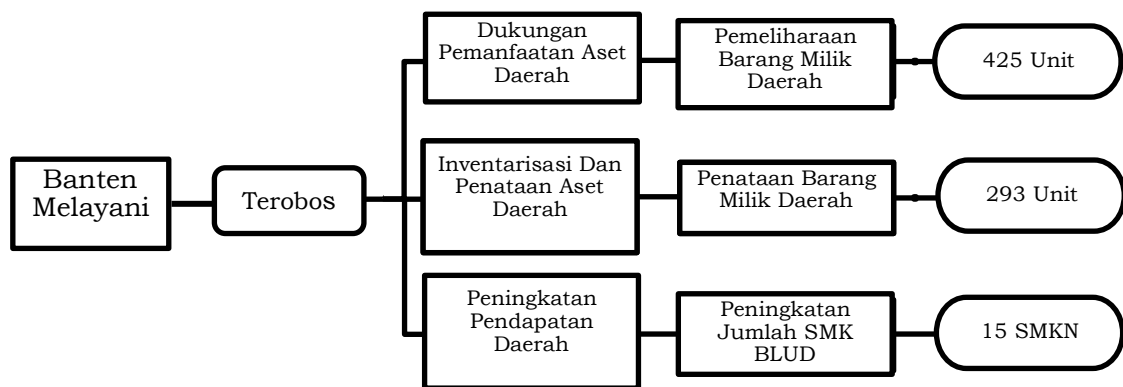 Banten
Melayani
Terobos
Dukungan
Pemanfaatan Aset
Daerah
Pemeliharaan
Barang Milik
Daerah
425 Unit
Inventarisasi Dan
Penataan Aset
Daerah
Penataan Barang
Milik Daerah
293 Unit
Peningkatan
Pendapatan
Daerah
Peningkatan
Jumlah SMK
BLUD
15 SMKN